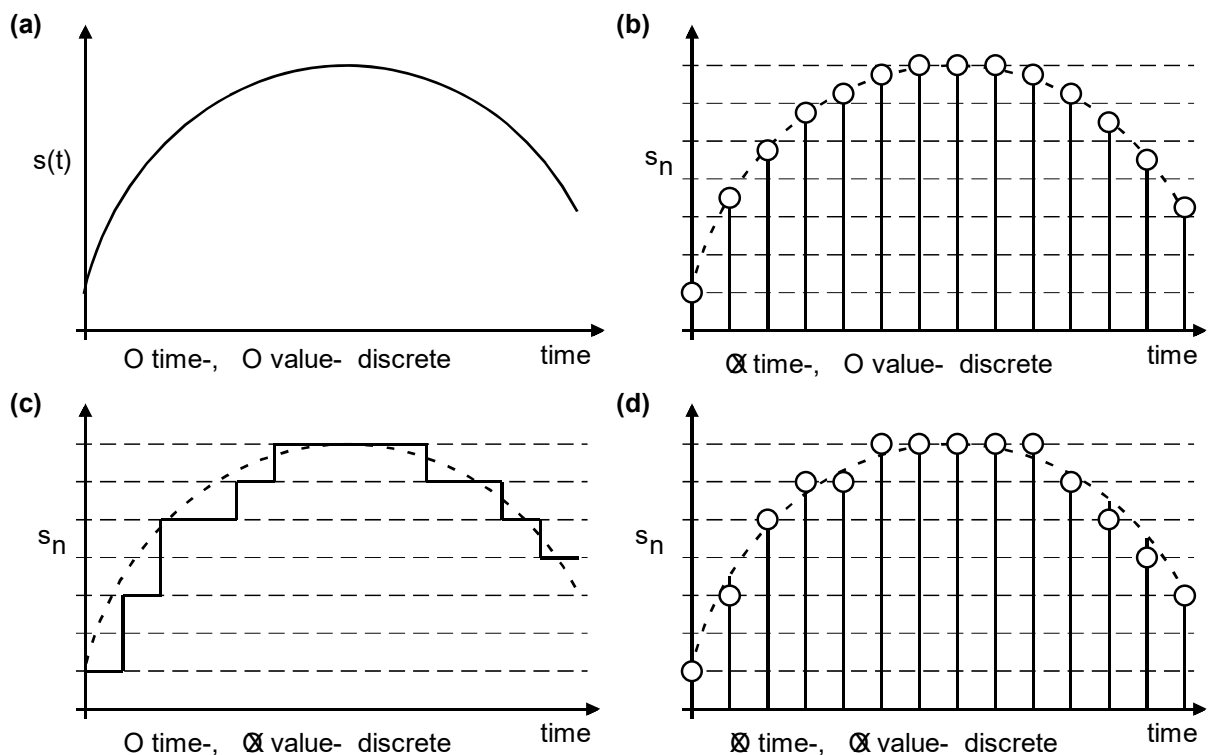 (a)
s(t)
time
O time-, O value- discrete
(b)
sn
time
Ⓧ time-, O value- discrete
(c)
sn
time
O time-, Ⓧ value- discrete
(d)
sn
time
Ⓧ time-, Ⓧ value- discrete